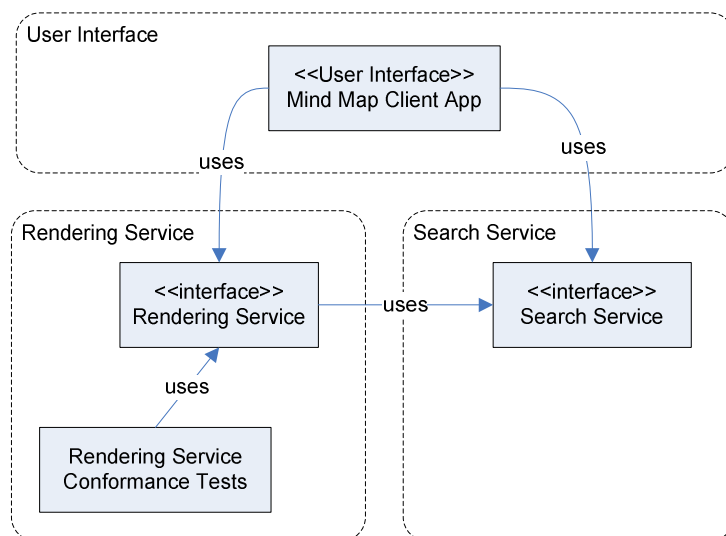 User Interface
<<User Interface>>
Mind Map Client App
uses
uses
Rendering Service
<<interface>>
Rendering Service
uses
Search Service
<<interface>>
Search Service
uses
Rendering Service
Conformance Tests